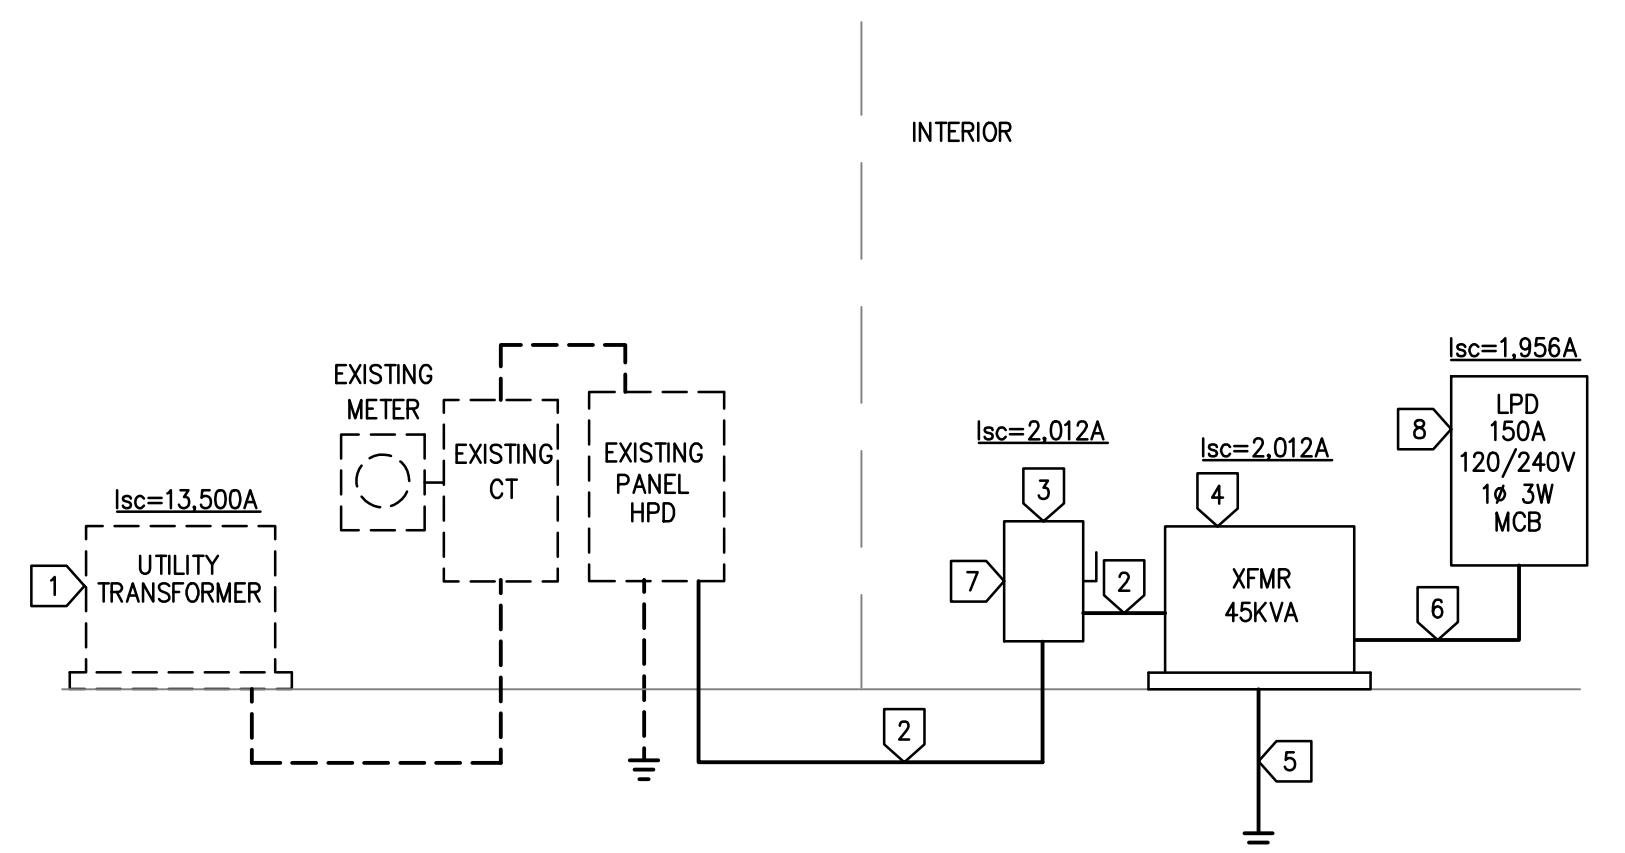 INTERIOR
Isc=1,956A
LPD
150A
120/240V
1ø 3W
MCB
8
EXISTING
METER
EXISTING
CT
EXISTING
PANEL
HPD
Isc=2,012A
3
Isc=2,012A
4
Isc=13,500A
UTILITY
TRANSFORMER
1
7
2
XFMR
45KVA
6
2
5